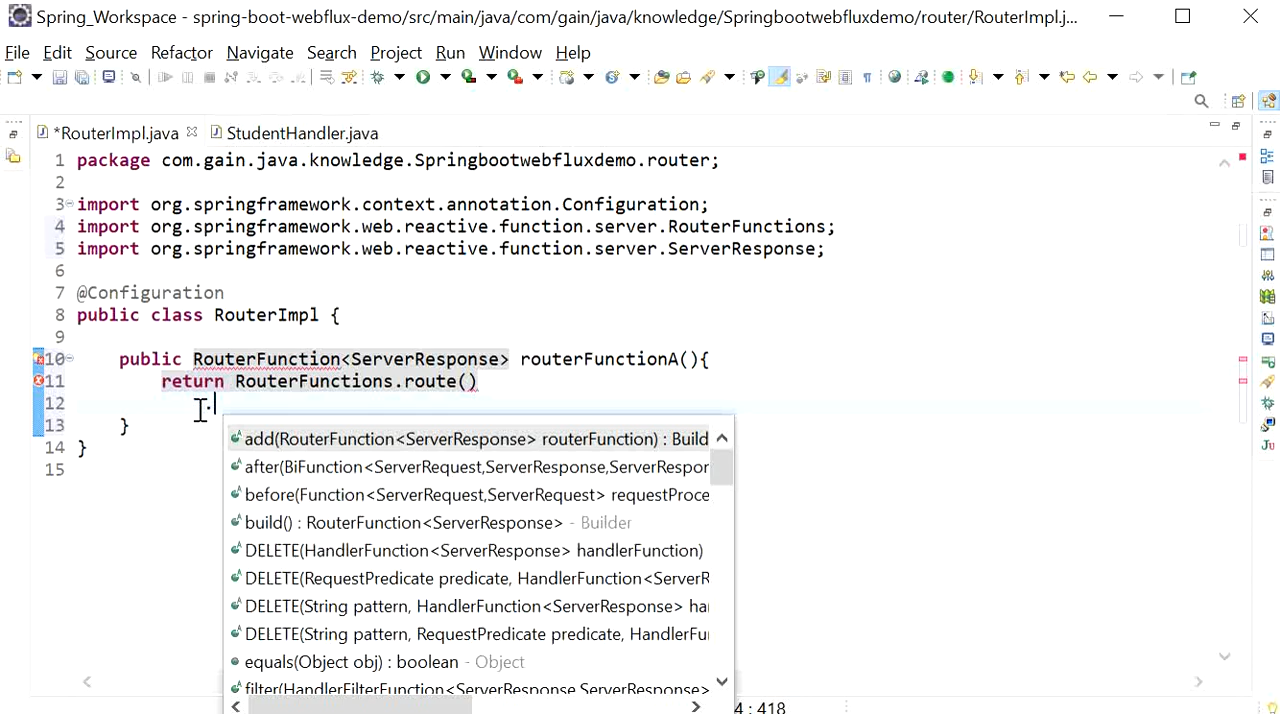 Spring_Workspace - spring-boot-webflux-demo/src/main/java/com/gain/java/knowledge/Springbootwebfluxdemo/router/RouterImpl.j...
File Edit Source Refactor Navigate Search Project Run Window Help
*RouterImpl.java StudentHandler.java
1 package com.gain.java.knowledge.Springbootwebfluxdemo.router;
2
3 import org.springframework.context.annotation.Configuration;
4 import org.springframework.web.reactive.function.server.RouterFunctions;
5 import org.springframework.web.reactive.function.server.ServerResponse;
6
7 @Configuration
8 public class RouterImpl {
9
10 public RouterFunction<ServerResponse> routerFunctionA(){
11 return RouterFunctions.route()
12 .
13 }
14 }
15
add(RouterFunction<ServerResponse> routerFunction) : Build
after(BiFunction<ServerRequest,ServerResponse,ServerRespor
before(Function<ServerRequest,ServerRequest> requestProce
build() : RouterFunction<ServerResponse> - Builder
DELETE(HandlerFunction<ServerResponse> handlerFunction)
DELETE(RequestPredicate predicate, HandlerFunction<ServerR
DELETE(String pattern, HandlerFunction<ServerResponse> ha
DELETE(String pattern, RequestPredicate predicate, HandlerFu
equals(Object obj) : boolean - Object
filter(HandlerFilterFunction<ServerResponse,ServerResponse>
4 : 418